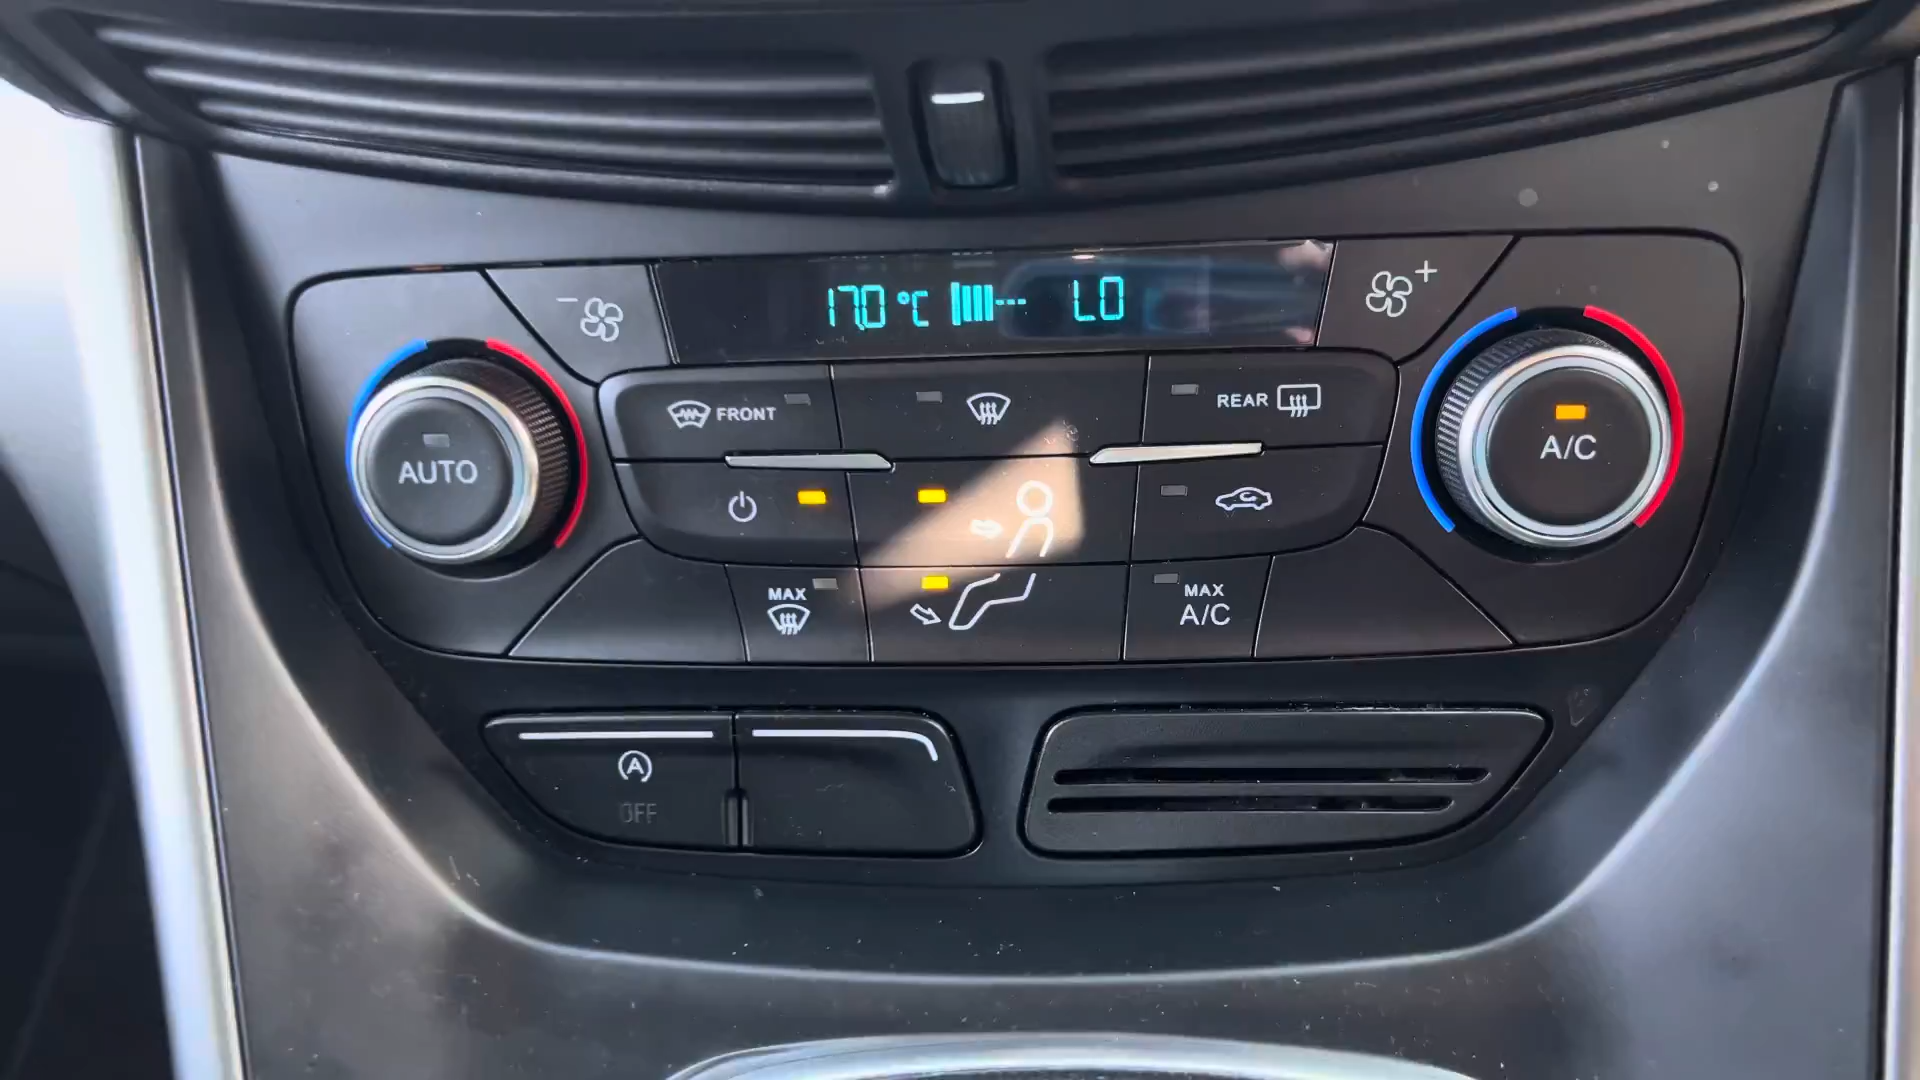 17.0 °C LO
- +
FRONT
REAR
AUTO
A/C
MAX
MAX
A/C
A
OFF